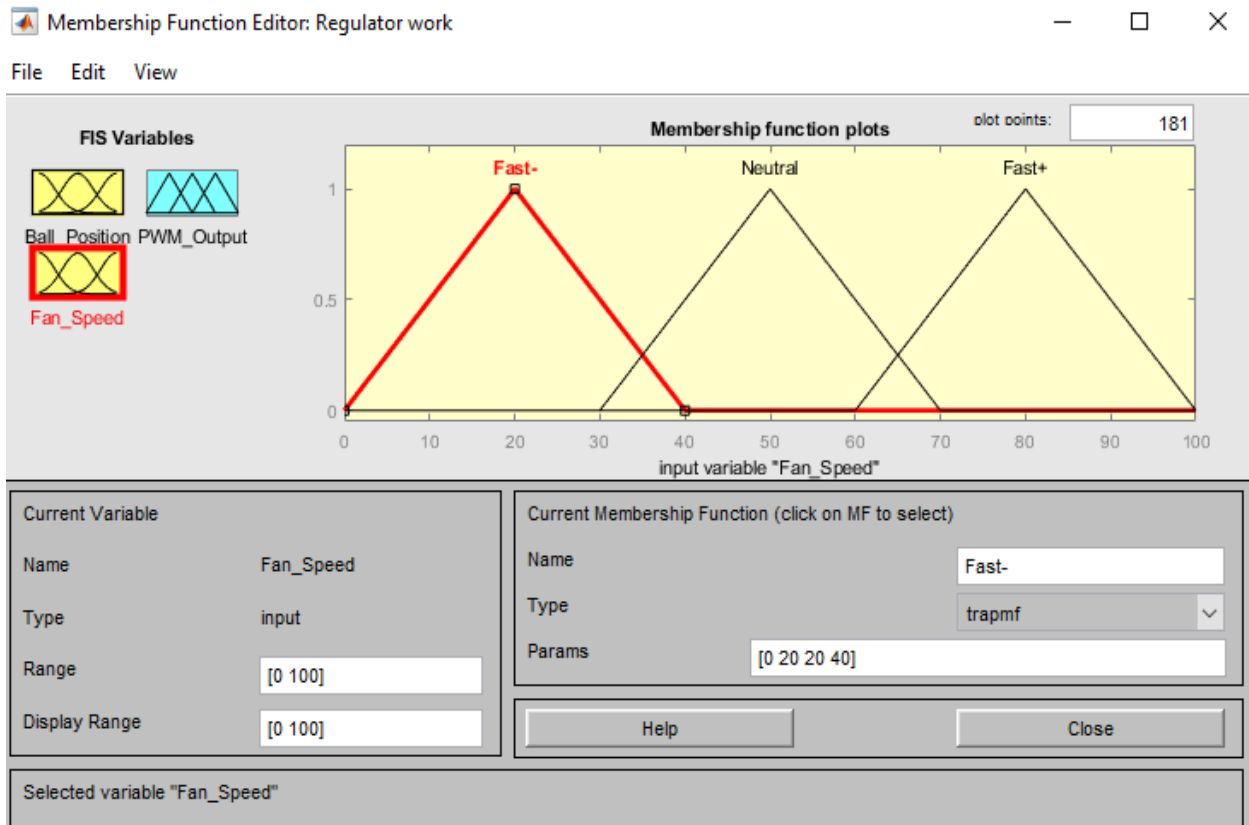 Membership Function Editor: Regulator work
File Edit View
FIS Variables
Ball_Position PWM_Output
Fan_Speed
Membership function plots
plot points: 181
Fast- Neutral Fast+
1
0.5
0
0 10 20 30 40 50 60 70 80 90 100
input variable "Fan_Speed"
Current Variable
Name Fan_Speed
Type input
Range [0 100]
Display Range [0 100]
Current Membership Function (click on MF to select)
Name Fast-
Type trapmf
Params [0 20 20 40]
Help Close
Selected variable "Fan_Speed"